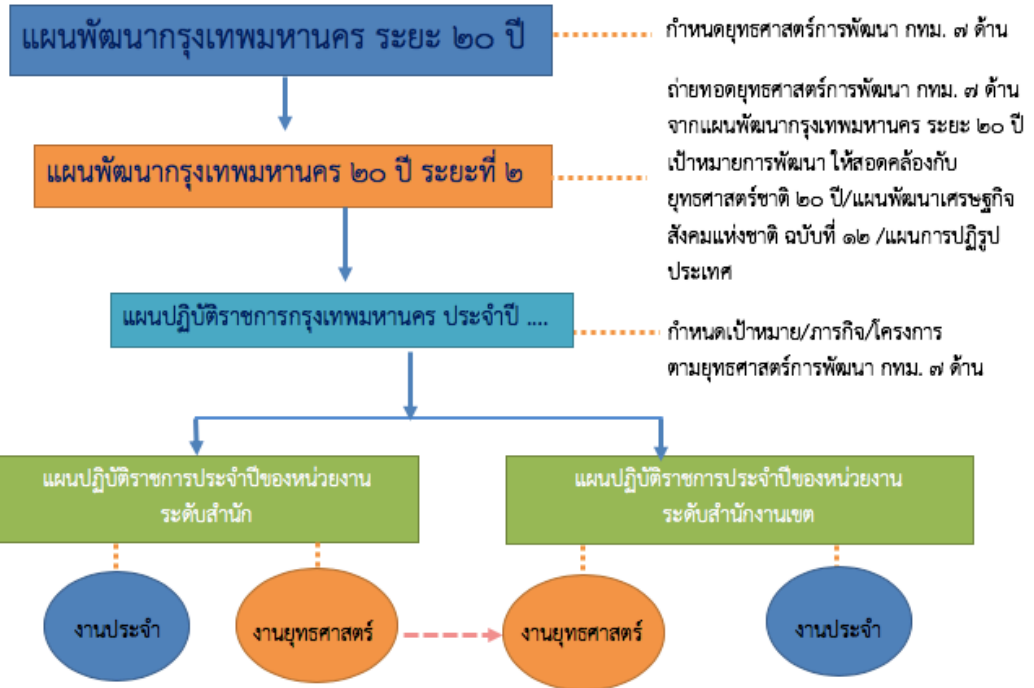 แผนพัฒนากรุงเทพมหานคร ระยะ ๒๐ ปี
กำหนดยุทธศาสตร์การพัฒนา กทม. ๗ ด้าน
แผนพัฒนากรุงเทพมหานคร ๒๐ ปี ระยะที่ ๒
ถ่ายทอดยุทธศาสตร์การพัฒนา กทม. ๗ ด้าน
จากแผนพัฒนากรุงเทพมหานคร ระยะ ๒๐ ปี
เป้าหมายการพัฒนา ให้สอดคล้องกับ
ยุทธศาสตร์ชาติ ๒๐ ปี/แผนพัฒนาเศรษฐกิจ
สังคมแห่งชาติ ฉบับที่ ๑๒ /แผนการปฏิรูป
ประเทศ
แผนปฏิบัติราชการกรุงเทพมหานคร ประจำปี ....
กำหนดเป้าหมาย/ภารกิจ/โครงการ
ตามยุทธศาสตร์การพัฒนา กทม. ๗ ด้าน
แผนปฏิบัติราชการประจำปีของหน่วยงาน
ระดับสำนัก
แผนปฏิบัติราชการประจำปีของหน่วยงาน
ระดับสำนักงานเขต
งานประจำ
งานยุทธศาสตร์
งานยุทธศาสตร์
งานประจำ